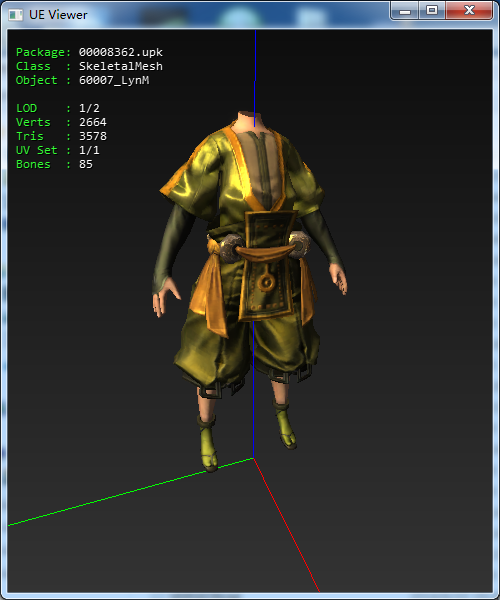 UE Viewer
Package: 00008362.upk
Class : SkeletalMesh
Object : 60007_LynM
LOD : 1/2
Verts : 2664
Tris : 3578
UV Set : 1/1
Bones : 85